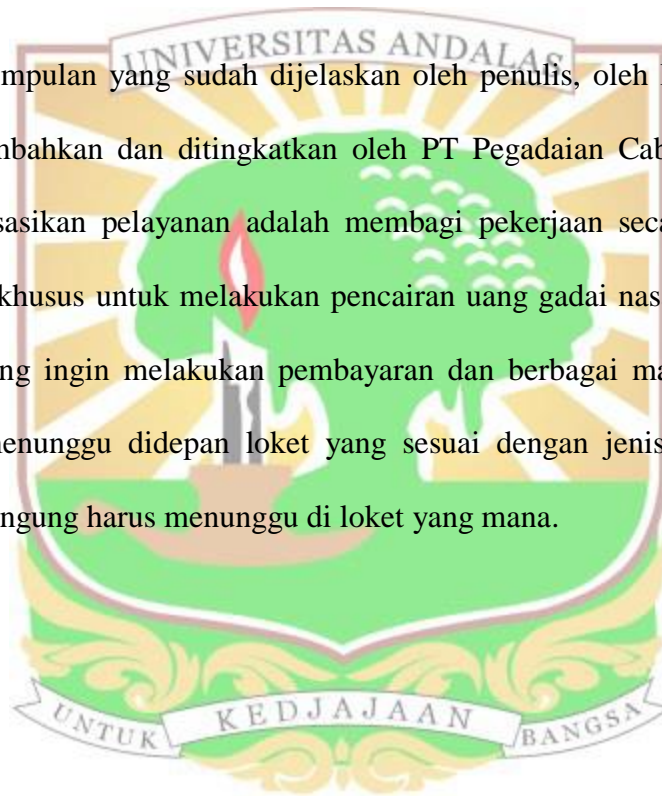 UNIVERSITAS ANDALAS
mpulan yang sudah dijelaskan oleh penulis, oleh
nbahkan dan ditingkatkan oleh PT Pegadaian Cab
sasikan pelayanan adalah membagi pekerjaan seca
khusus untuk melakukan pencairan uang gadai nas
ng ingin melakukan pembayaran dan berbagai ma
nenunggu didepan loket yang sesuai dengan jenis
ngung harus menunggu di loket yang mana.
UNTUK KEDJAJAAN BANGSA